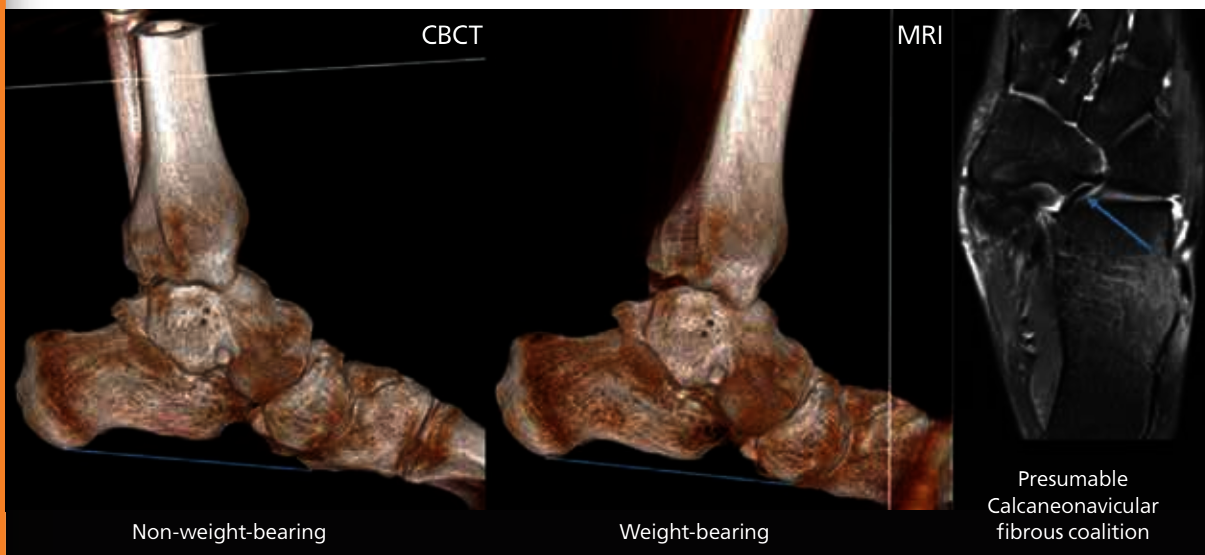 CBCT
MRI
Non-weight-bearing
Weight-bearing
Presumable
Calcaneonavicular
fibrous coalition